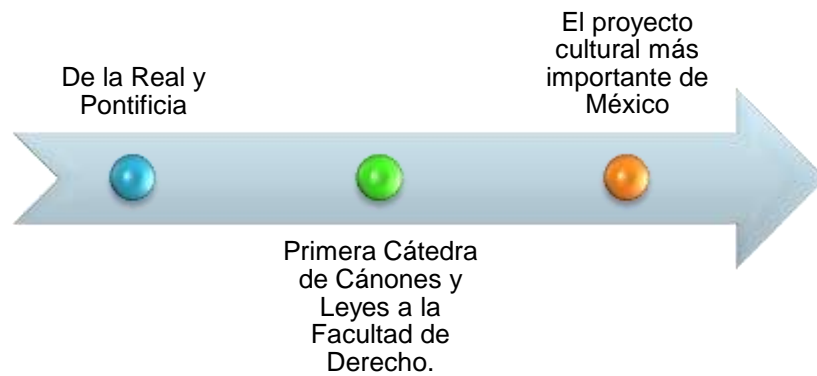 De la Real y
Pontificia
Primera Cátedra
de Cánones y
Leyes a la
Facultad de
Derecho.
El proyecto
cultural más
importante de
México